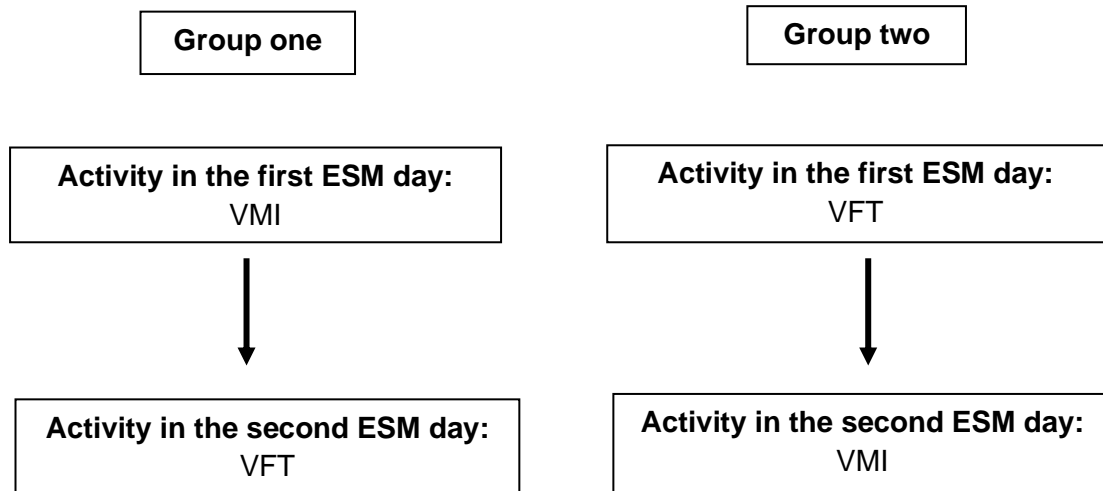 Group one
Group two
Activity in the first ESM day:
VMI
Activity in the first ESM day:
VFT
Activity in the second ESM day:
VFT
Activity in the second ESM day:
VMI